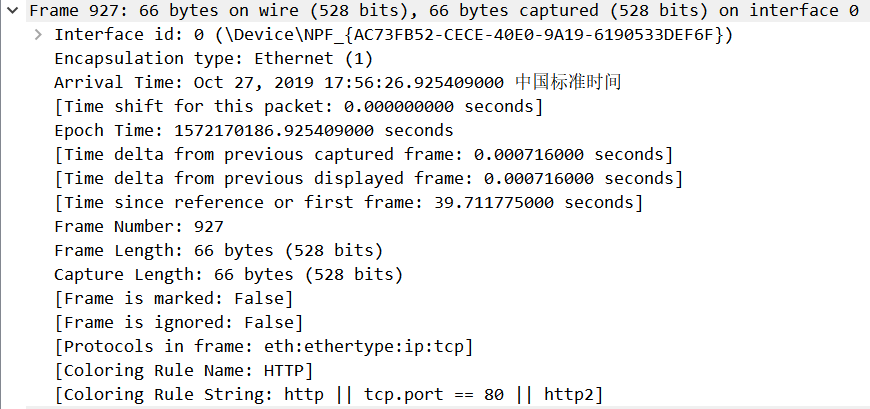 Frame 927: 66 bytes on wire (528 bits), 66 bytes captured (528 bits) on interface 0
Interface id: 0 (\Device\NPF_{AC73FB52-CECE-40E0-9A19-6190533DEF6F})
Encapsulation type: Ethernet (1)
Arrival Time: Oct 27, 2019 17:56:26.925409000 中国标准时间
[Time shift for this packet: 0.000000000 seconds]
Epoch Time: 1572170186.925409000 seconds
[Time delta from previous captured frame: 0.000716000 seconds]
[Time delta from previous displayed frame: 0.000716000 seconds]
[Time since reference or first frame: 39.711775000 seconds]
Frame Number: 927
Frame Length: 66 bytes (528 bits)
Capture Length: 66 bytes (528 bits)
[Frame is marked: False]
[Frame is ignored: False]
[Protocols in frame: eth:ethertype:ip:tcp]
[Coloring Rule Name: HTTP]
[Coloring Rule String: http || tcp.port == 80 || http2]